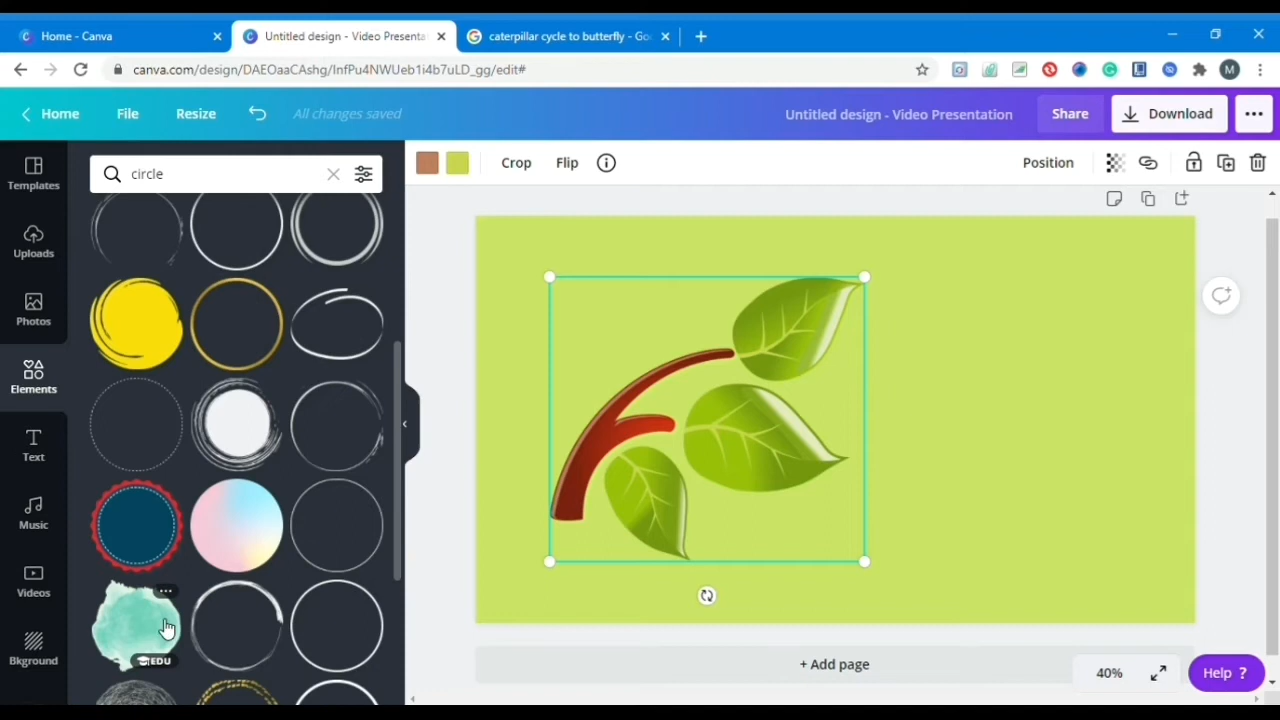 Home - Canva
Untitled design - Video Presenta
caterpillar cycle to butterfly - Go
canva.com/design/DAEOaaCAshg/InfPu4NWUeb1i4b7uLD_gg/edit#
M
Home
File
Resize
All changes saved
Untitled design - Video Presentation
Share
Download
Templates
Uploads
Photos
Elements
Text
Music
Videos
Bkground
circle
EDU
Crop
Flip
Position
+ Add page
40%
Help ?